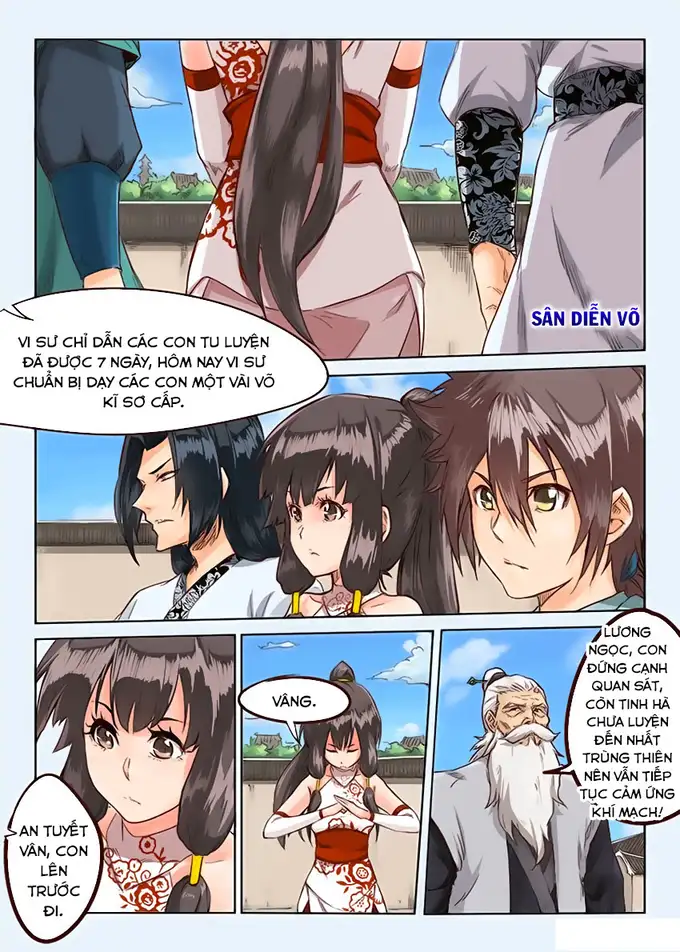 SÂN DIỄN VÕ
VI SƯ CHỈ DẪN CÁC CON TU LUYỆN
ĐÃ ĐƯỢC 7 NGÀY, HÔM NAY VI SƯ
CHUẨN BỊ DẠY CÁC CON MỘT VÀI VÕ
KĨ SƠ CẤP.
AN TUYẾT
VÂN, CON
LÊN
TRƯỚC
ĐI.
VÂNG.
LƯƠNG
NGỌC, CON
ĐỨNG CẠNH
QUAN SÁT,
CÒN TINH HÀ
CHƯA LUYỆN
ĐẾN NHẤT
TRÙNG THIÊN
NÊN VẪN TIẾP
TỤC CẢM ỨNG
KHÍ MẠCH!